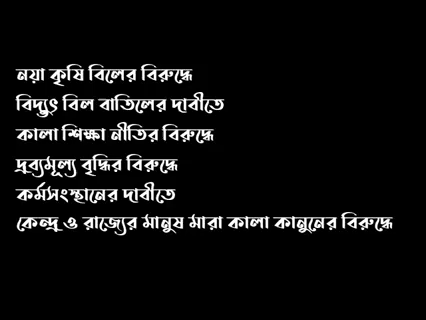 নয়া কৃষি বিলের বিরুদ্ধে
বিদ্যুৎ বিল বাতিলের দাবীতে
কালা শিক্ষা নীতির বিরুদ্ধে
দ্রব্যমূল্য বৃদ্ধির বিরুদ্ধে
কর্মসংস্থানের দাবীতে
কেন্দ্র ও রাজ্যের মানুষ মারা কালা কানুনের বিরুদ্ধে